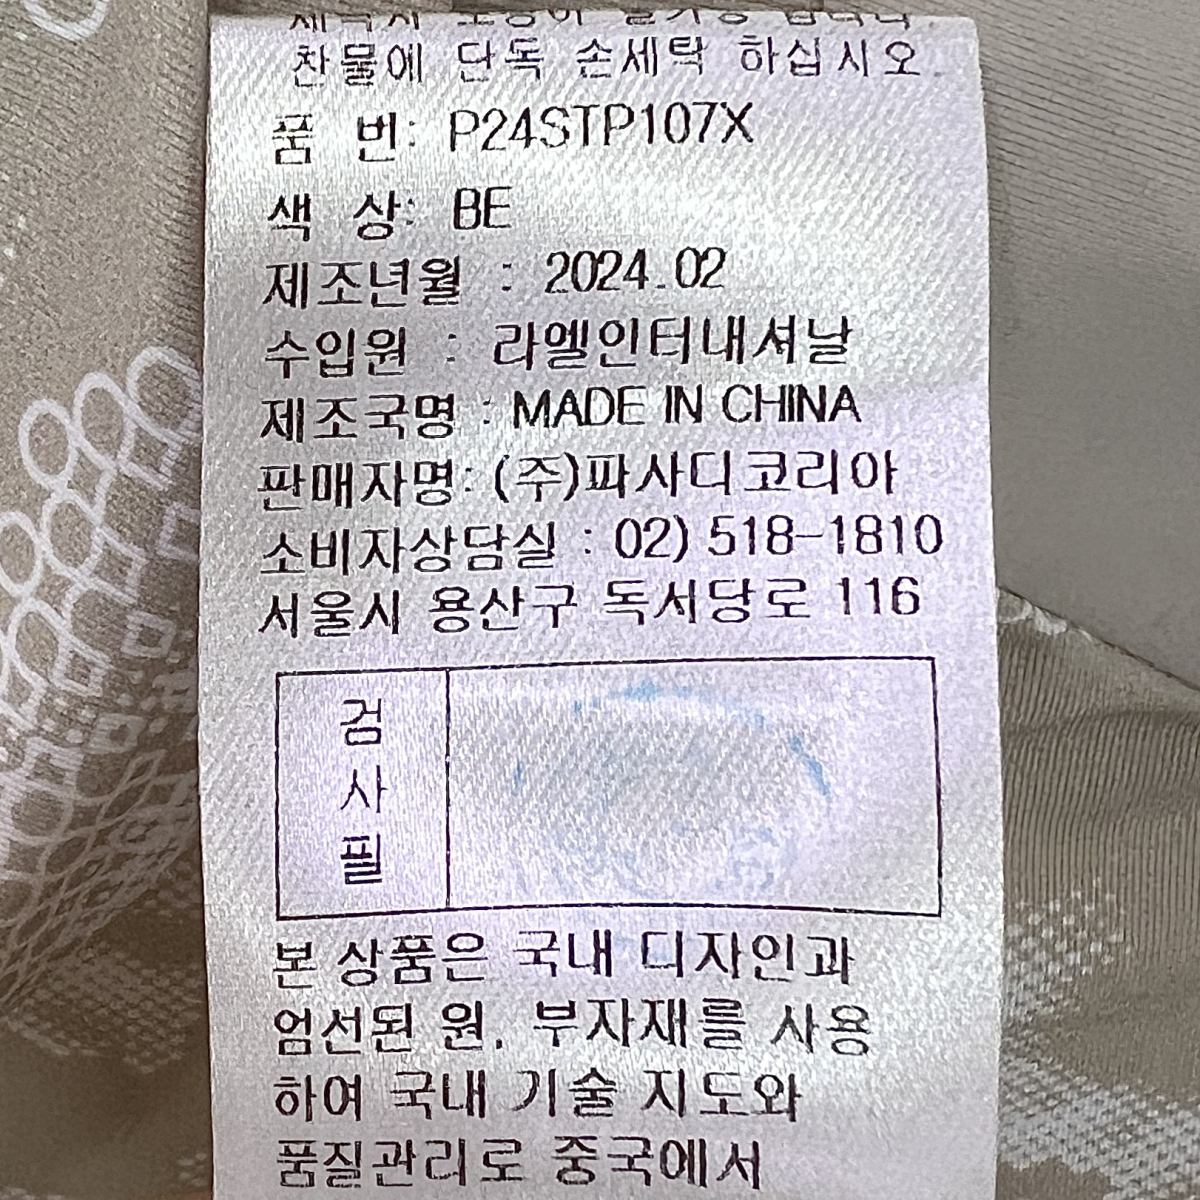 찬물에 단독 손세탁 하십시오.
품 번: P24STP107X
색 상: BE
제조년월 : 2024.02
수입원 : 라엘인터내셔날
제조국명 : MADE IN CHINA
판매자명: (주)파사디코리아
소비자상담실 : 02) 518-1810
서울시 용산구 독서당로 116
검
사
필
본 상품은 국내 디자인과
엄선된 원, 부자재를 사용
하여 국내 기술 지도와
품질관리로 중국에서